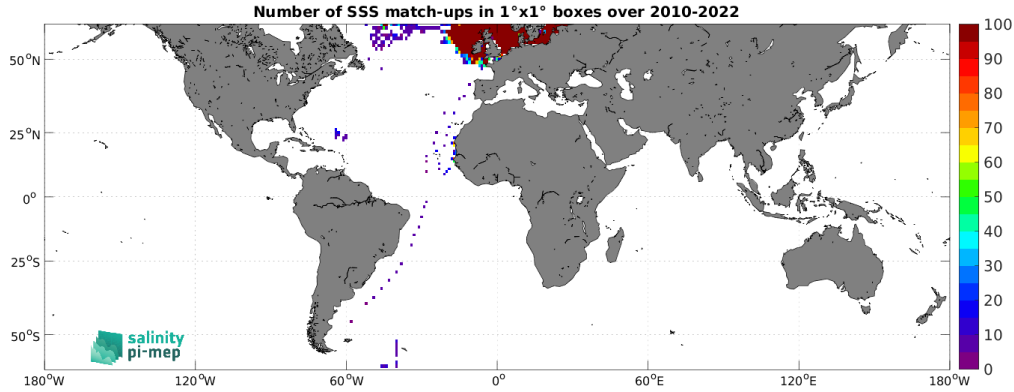 Number of SSS match-ups in 1°x1° boxes over 2010-2022
50°N
25°N
0°
25°S
50°S
180°W 120°W 60°W 0° 60°E 120°E 180°W
100
90
80
70
60
50
40
30
20
10
0
salinity
pi-mep